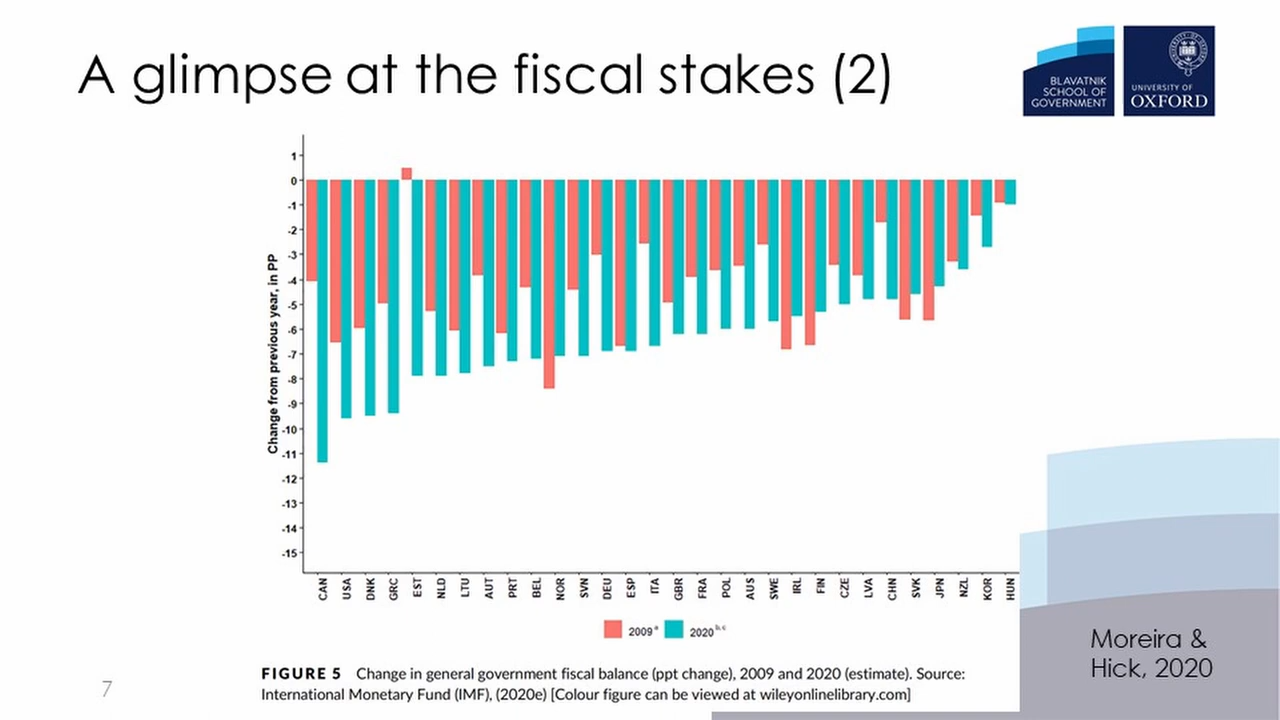 A glimpse at the fiscal stakes (2)
BLAVATNIK
SCHOOL OF
GOVERNMENT
UNIVERSITY OF
OXFORD
Change from previous year, in PP
1
0
-1
-2
-3
-4
-5
-6
-7
-8
-9
-10
-11
-12
-13
-14
-15
CAN USA DNK GRC EST NLD LTU AUT PRT BEL NOR SVN DEU ESP ITA GBR FRA POL AUS SWE IRL FIN CZE LVA CHN SVK JPN NZL KOR HUN
2009 a 2020 b,c
FIGURE 5 Change in general government fiscal balance (ppt change), 2009 and 2020 (estimate). Source:
International Monetary Fund (IMF), (2020e) [Colour figure can be viewed at wileyonlinelibrary.com]
Moreira &
Hick, 2020
7